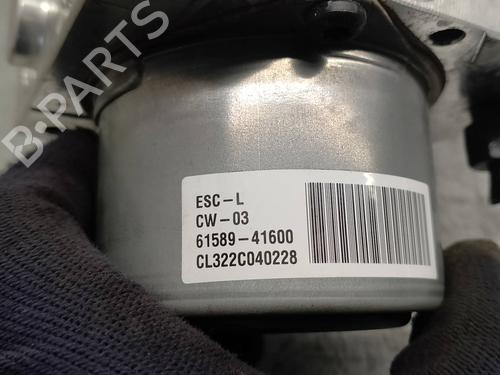 B-PARTS
ESC-L
CW-03
61589-41600
CL322C040228